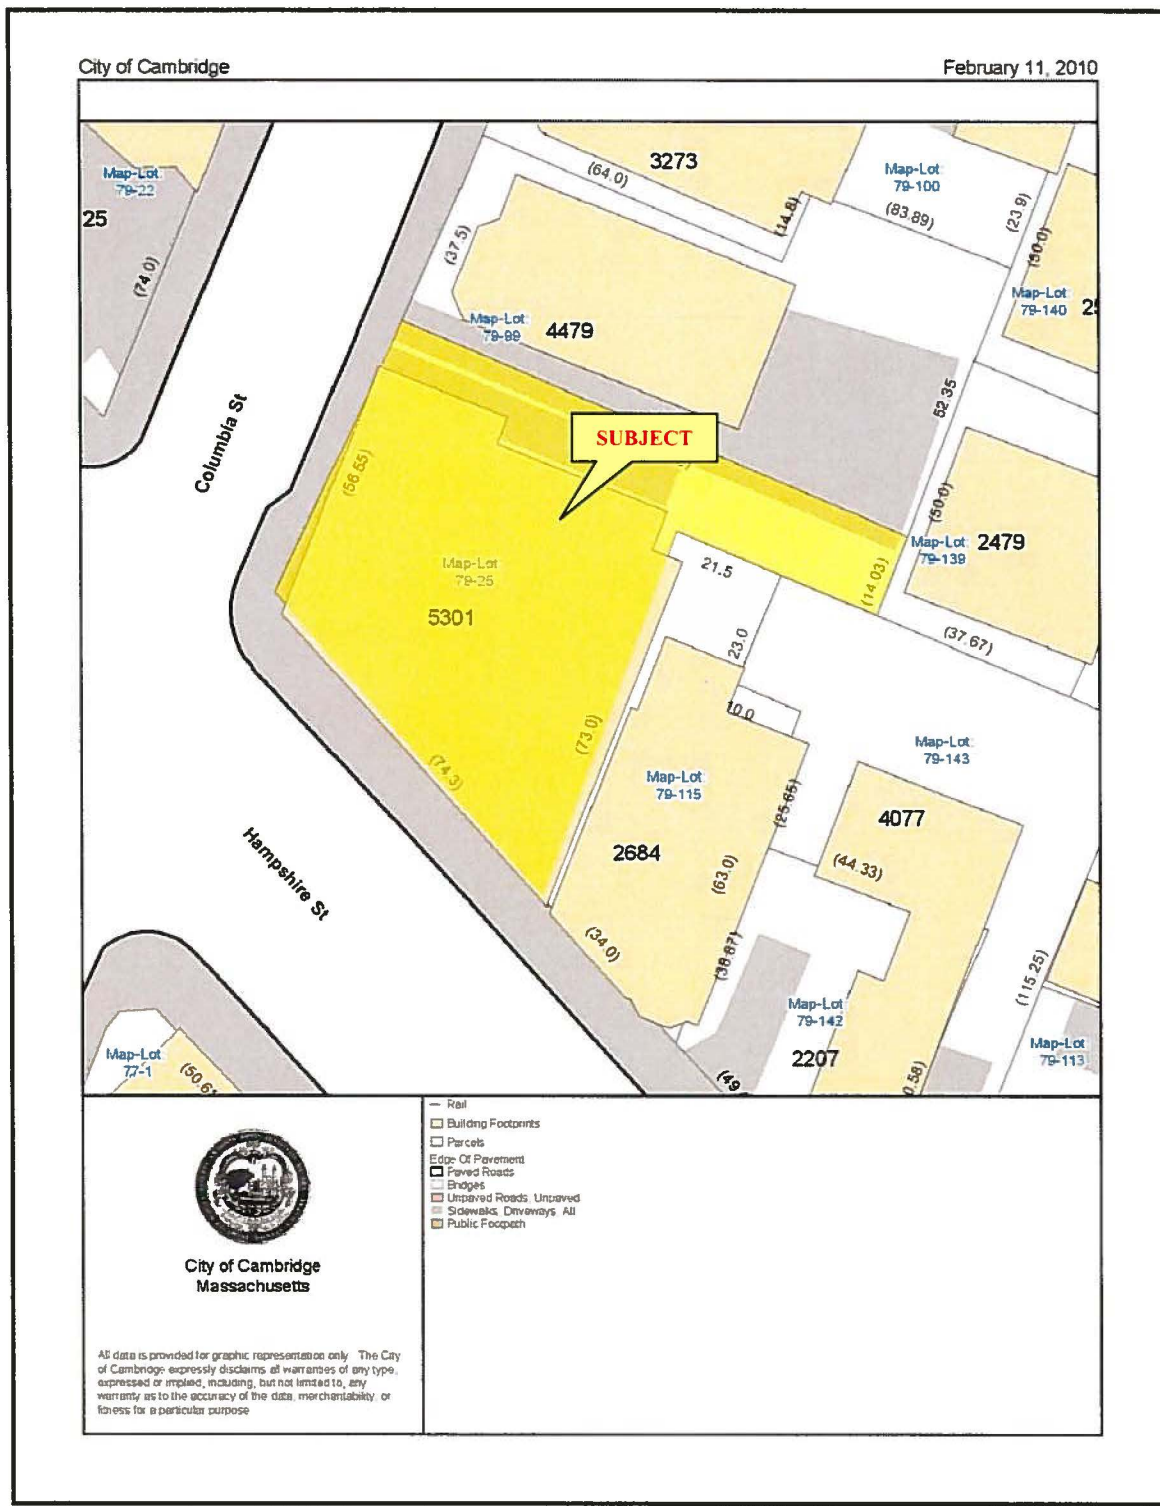 City of Cambridge
February 11, 2010
3273
Map-Lot:
79-100
Map-Lot:
79-22
(64.0)
(23.9)
(14.8)
(83.89)
25
(37.5)
(50.0)
(74.0)
Map-Lot:
79-140
25
Map-Lot:
79-99
4479
52.35
Columbia St
SUBJECT
(56.55)
(50.0)
2479
Map-Lot:
79-139
21.5
Map-Lot:
79-25
(14.03)
5301
23.0
(37.67)
10.0
(73.0)
Map-Lot:
79-143
(74.3)
Map-Lot:
79-115
(25.65)
4077
Hampshire St
2684
(44.33)
(63.0)
(34.0)
(38.87)
(115.25)
Map-Lot:
79-142
Map-Lot:
77-1
Map-Lot:
79-113
2207
(50.61
(49.
0.58)
Rail
Building Footprints
Parcels
Edge Of Pavement
Paved Roads
Bridges
Unpaved Roads, Unpaved
Sidewalks, Driveways, All
Public Footpath
City of Cambridge
Massachusetts
All data is provided for graphic representation only. The City
of Cambridge expressly disclaims all warranties of any type,
expressed or implied, including, but not limited to, any
warranty as to the accuracy of the data, merchantability, or
fitness for a particular purpose